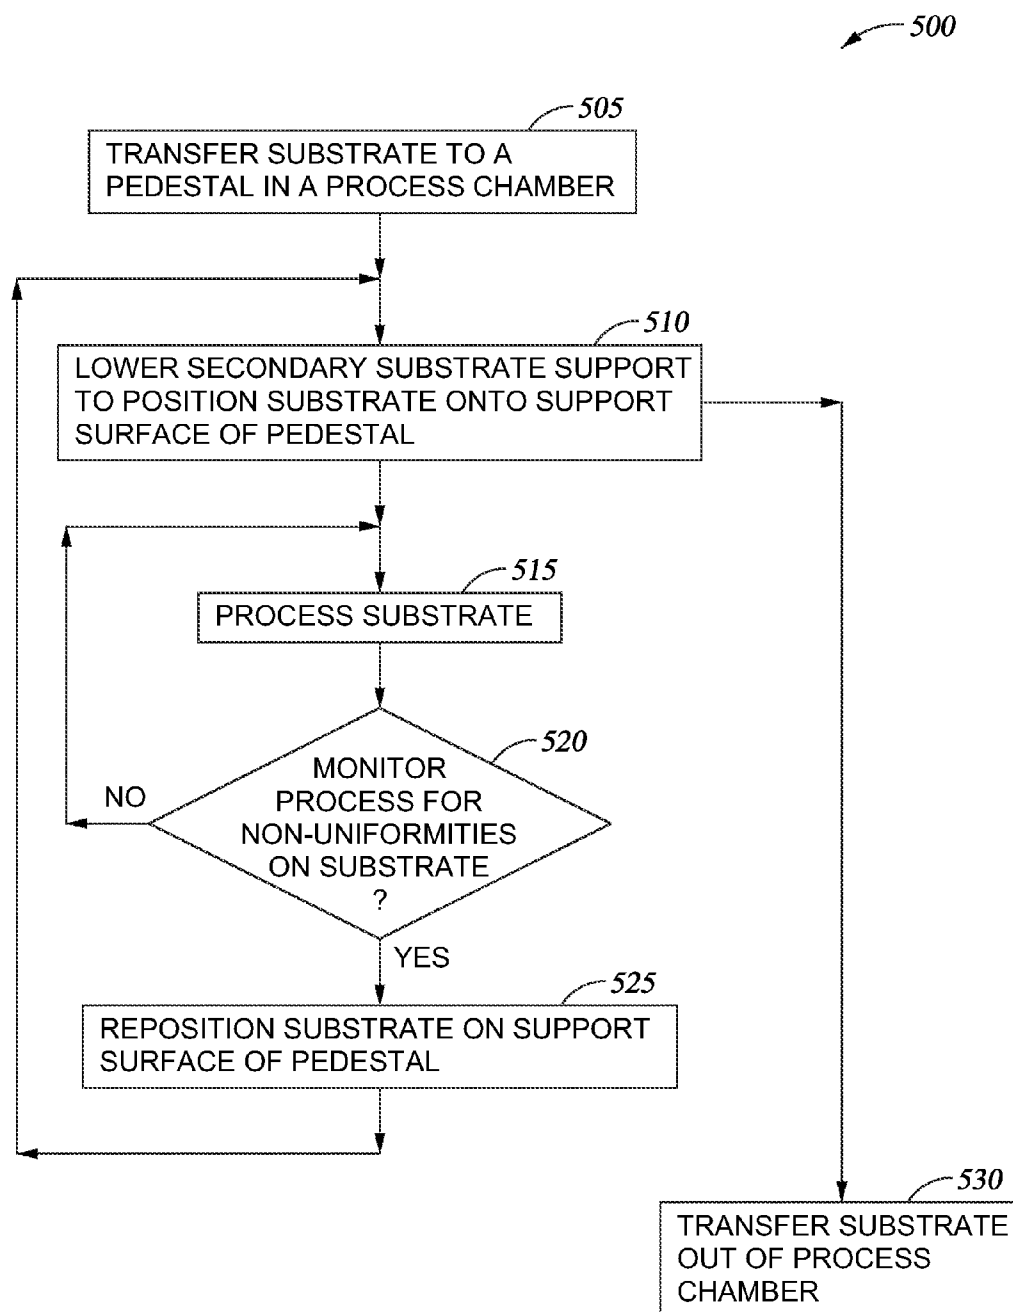 500
505
TRANSFER SUBSTRATE TO A
PEDESTAL IN A PROCESS CHAMBER
510
LOWER SECONDARY SUBSTRATE SUPPORT
TO POSITION SUBSTRATE ONTO SUPPORT
SURFACE OF PEDESTAL
515
PROCESS SUBSTRATE
520
MONITOR
PROCESS FOR
NON-UNIFORMITIES
ON SUBSTRATE
?
NO
YES
525
REPOSITION SUBSTRATE ON SUPPORT
SURFACE OF PEDESTAL
530
TRANSFER SUBSTRATE
OUT OF PROCESS
CHAMBER